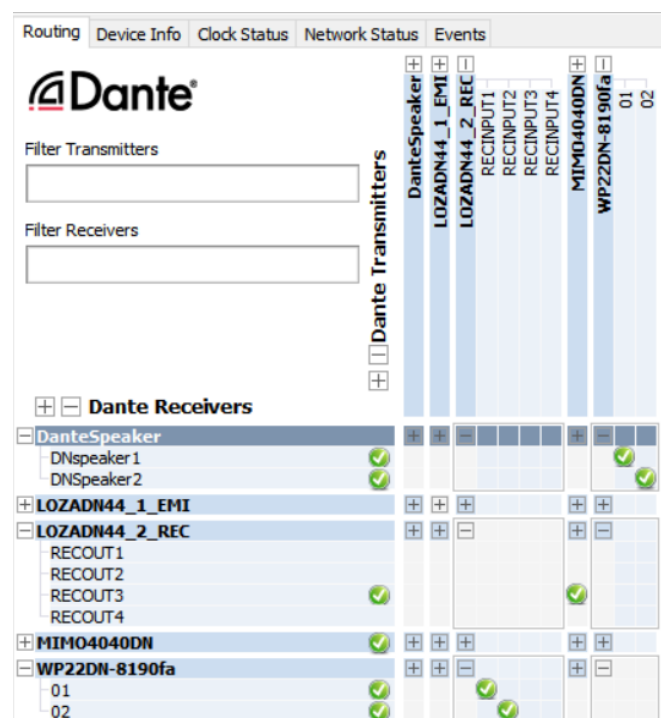 Routing Device Info Clock Status Network Status Events
Dante®
Filter Transmitters
Filter Receivers
Dante Transmitters
DanteSpeaker
LOZADN44_1_EMI
LOZADN44_2_REC
RECINPUT1
RECINPUT2
RECINPUT3
RECINPUT4
MIMO4040DN
WP22DN-8190fa
01
02
Dante Receivers
DanteSpeaker
DNspeaker1
DNSpeaker2
LOZADN44_1_EMI
LOZADN44_2_REC
RECOUT1
RECOUT2
RECOUT3
RECOUT4
MIMO4040DN
WP22DN-8190fa
01
02